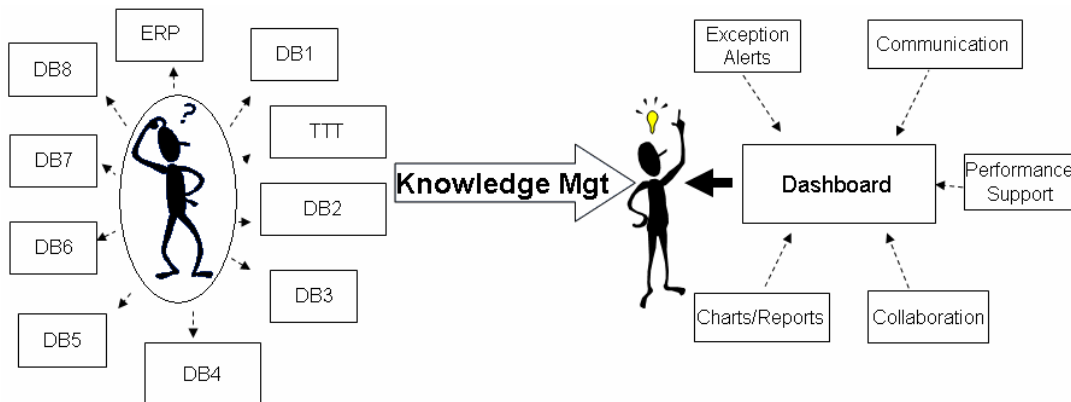 ERP
DB1
DB8
?
TTT
DB7
DB2
DB6
DB3
DB5
DB4
Knowledge Mgt
Exception
Alerts
Communication
Dashboard
Performance
Support
Charts/Reports
Collaboration